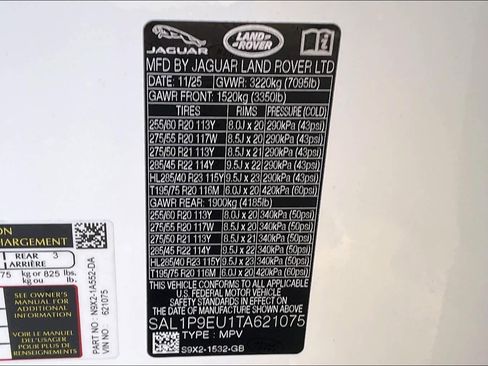 JAGUAR
LAND ROVER
i
MFD BY JAGUAR LAND ROVER LTD
DATE: 11/25 GVWR: 3220kg (7095lb)
GAWR FRONT: 1520kg (3350lb)
TIRES RIMS PRESSURE (COLD)
255/60 R20 113Y 8.0J x 20 290kPa (43psi)
275/55 R20 117W 8.5J x 20 290kPa (43psi)
275/50 R21 113Y 8.5J x 21 290kPa (43psi)
285/45 R22 114Y 9.5J x 22 290kPa (43psi)
HL285/40 R23 115Y 9.5J x 23 290kPa (43psi)
T195/75 R20 116M 6.0J x 20 420kPa (60psi)
GAWR REAR: 1900kg (4185lb)
255/60 R20 113Y 8.0J x 20 340kPa (50psi)
275/55 R20 117W 8.5J x 20 340kPa (50psi)
275/50 R21 113Y 8.5J x 21 340kPa (50psi)
285/45 R22 114Y 9.5J x 22 340kPa (50psi)
HL285/40 R23 115Y 9.5J x 23 340kPa (50psi)
T195/75 R20 116M 6.0J x 20 420kPa (60psi)
THIS VEHICLE CONFORMS TO ALL APPLICABLE
U.S. FEDERAL MOTOR VEHICLE
SAFETY STANDARDS IN EFFECT ON
THE DATE OF MANUFACTURE SHOWN ABOVE
SAL1P9EU1TA621075
TYPE : MPV
S9X2-1532-GB
ON
CHARGEMENT
REAR 3
ARRIÈRE
75 kg or 825 lbs.
kg ou lb.
SEE OWNER'S
MANUAL FOR
ADDITIONAL
INFORMATION
VOIR LE MANUEL
DE L'USAGER
POUR PLUS DE
RENSEIGNEMENTS
PART NO N9X2-1A552-DA
VIN NO 621075